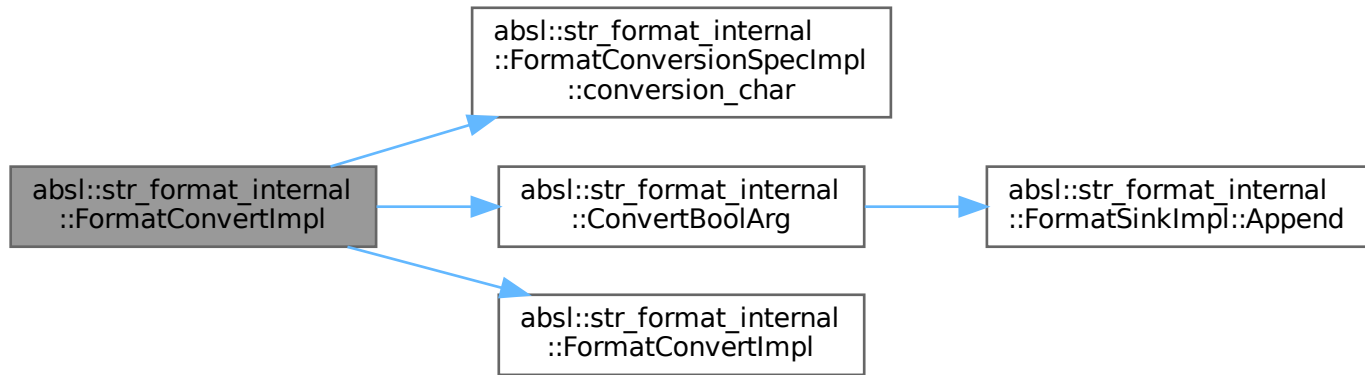 absl::str_format_internal
::FormatConversionSpecImpl
::conversion_char
absl::str_format_internal
::FormatConvertImpl
absl::str_format_internal
::ConvertBoolArg
absl::str_format_internal
::FormatSinkImpl::Append
absl::str_format_internal
::FormatConvertImpl